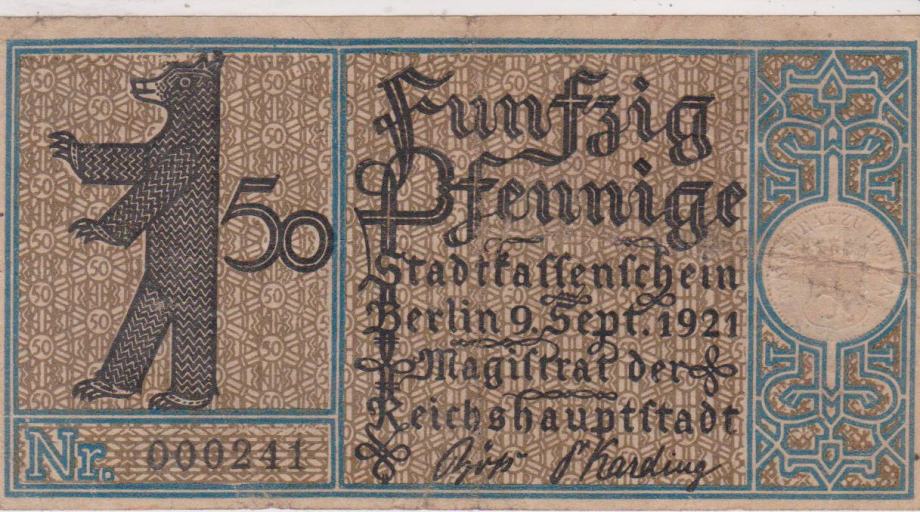 50
Funfzig
Pfennige
Stadtkaſſenſchein
Berlin 9. Sept. 1921
Magiſtrat der
Reichshauptſtadt
Nr. 000241